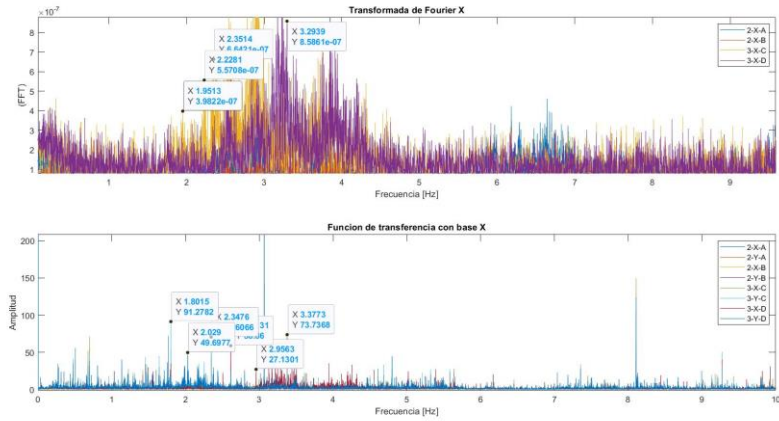 Transformada de Fourier X
×10⁻⁷
8
7
6
5
4
3
2
1
(FFT)
X 2.3514
Y 6.6421e-07
X 2.2281
Y 5.5708e-07
X 1.9513
Y 3.9822e-07
X 3.2939
Y 8.5861e-07
2-X-A
2-X-B
3-X-C
3-X-D
1 2 3 4 5 6 7 8 9
Frecuencia [Hz]
Funcion de transferencia con base X
200
150
100
50
0
Amplitud
X 1.8015
Y 91.2782
X 2.3476
X 2.029
Y 49.6977
X 2.9563
Y 27.1301
X 3.3773
Y 73.7368
2-X-A
2-Y-A
2-X-B
2-Y-B
3-X-C
3-Y-C
3-X-D
3-Y-D
0 1 2 3 4 5 6 7 8 9 10
Frecuencia [Hz]